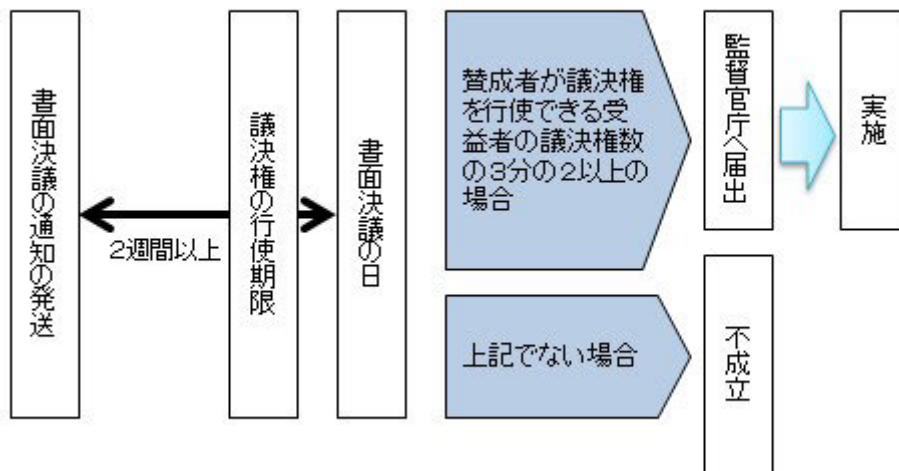 書面決議の通知の発送
2週間以上
議決権の行使期限
書面決議の日
賛成者が議決権
を行使できる受
益者の議決権数
の3分の2以上の
場合
監督官庁へ届出
実施
上記でない場合
不成立